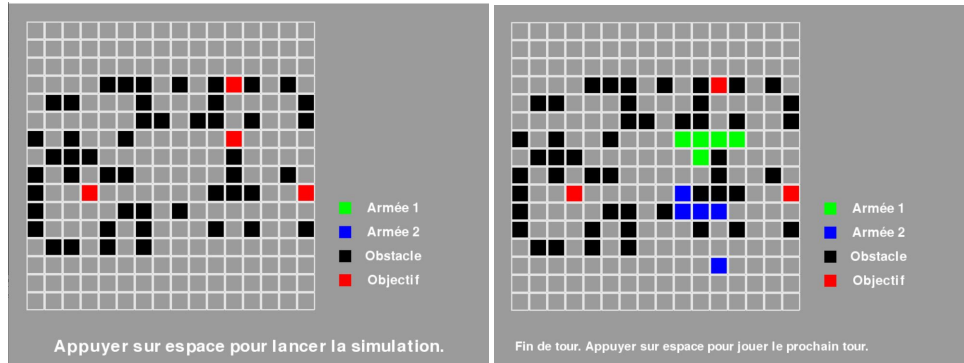 Armée 1
Armée 2
Obstacle
Objectif
Appuyer sur espace pour lancer la simulation.
Armée 1
Armée 2
Obstacle
Objectif
Fin de tour. Appuyer sur espace pour jouer le prochain tour.